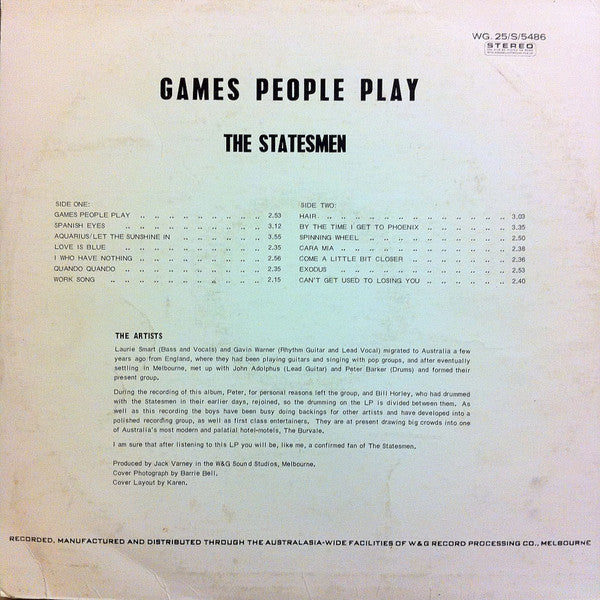 WG. 25/S/5486
STEREO
GAMES PEOPLE PLAY
THE STATESMEN
SIDE ONE:
GAMES PEOPLE PLAY .. .. .. .. .. .. .. .. 2.53
SPANISH EYES .. .. .. .. .. .. .. .. 3.12
AQUARIUS/LET THE SUNSHINE IN .. .. .. .. .. .. 3.55
LOVE IS BLUE .. .. .. .. .. .. .. .. 2.35
I WHO HAVE NOTHING .. .. .. .. .. .. .. .. 2.56
QUANDO QUANDO .. .. .. .. .. .. .. .. 2.35
WORK SONG .. .. .. .. .. .. .. .. 2.15
SIDE TWO:
HAIR .. .. .. .. .. .. .. .. .. .. 3.03
BY THE TIME I GET TO PHOENIX .. .. .. .. .. .. 3.35
SPINNING WHEEL .. .. .. .. .. .. .. .. 2.50
CARA MIA .. .. .. .. .. .. .. .. .. 2.38
COME A LITTLE BIT CLOSER .. .. .. .. .. .. 2.36
EXODUS .. .. .. .. .. .. .. .. .. 2.53
CAN'T GET USED TO LOSING YOU .. .. .. .. .. .. 2.40
THE ARTISTS
Laurie Smart (Bass and Vocals) and Gavin Warner (Rhythm Guitar and Lead Vocal) migrated to Australia a few
years ago from England, where they had been playing guitars and singing with pop groups, and after eventually
settling in Melbourne, met up with John Adolphus (Lead Guitar) and Peter Barker (Drums) and formed their
present group.
During the recording of this album, Peter, for personal reasons left the group, and Bill Horley, who had drummed
with the Statesmen in their earlier days, rejoined, so the drumming on the LP is divided between them. As
well as this recording the boys have been busy doing backings for other artists and have developed into a
polished recording group, as well as first class entertainers. They are at present drawing big crowds into one
of Australia's most modern and palatial hotel-motels, The Burvale.
I am sure that after listening to this LP you will be, like me, a confirmed fan of The Statesmen.
Produced by Jack Varney in the W&G Sound Studios, Melbourne.
Cover Photograph by Barrie Bell.
Cover Layout by Karen.
RECORDED, MANUFACTURED AND DISTRIBUTED THROUGH THE AUSTRALASIA-WIDE FACILITIES OF W&G RECORD PROCESSING CO., MELBOURNE